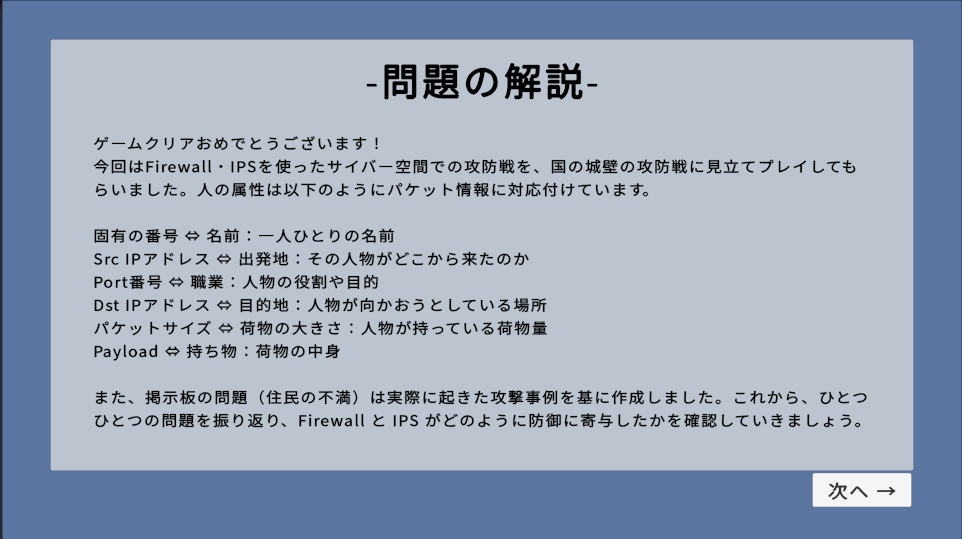 -問題の解説-
ゲームクリアおめでとうございます！
今回はFirewall・IPSを使ったサイバー空間での攻防戦を、国の城壁の攻防戦に見立てプレイしても
らいました。人の属性は以下のようにパケット情報に対応付けています。
固有の番号 ⇔ 名前：一人ひとりの名前
Src IPアドレス ⇔ 出発地：その人物がどこから来たのか
Port番号 ⇔ 職業：人物の役割や目的
Dst IPアドレス ⇔ 目的地：人物が向かおうとしている場所
パケットサイズ ⇔ 荷物の大きさ：人物が持っている荷物量
Payload ⇔ 持ち物：荷物の中身
また、掲示板の問題（住民の不満）は実際に起きた攻撃事例を基に作成しました。これから、ひとつ
ひとつの問題を振り返り、Firewall と IPS がどのように防御に寄与したかを確認していきましょう。
次へ →